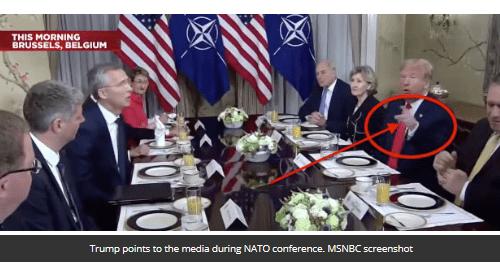 THIS MORNING
BRUSSELS, BELGIUM
Trump points to the media during NATO conference. MSNBC screenshot